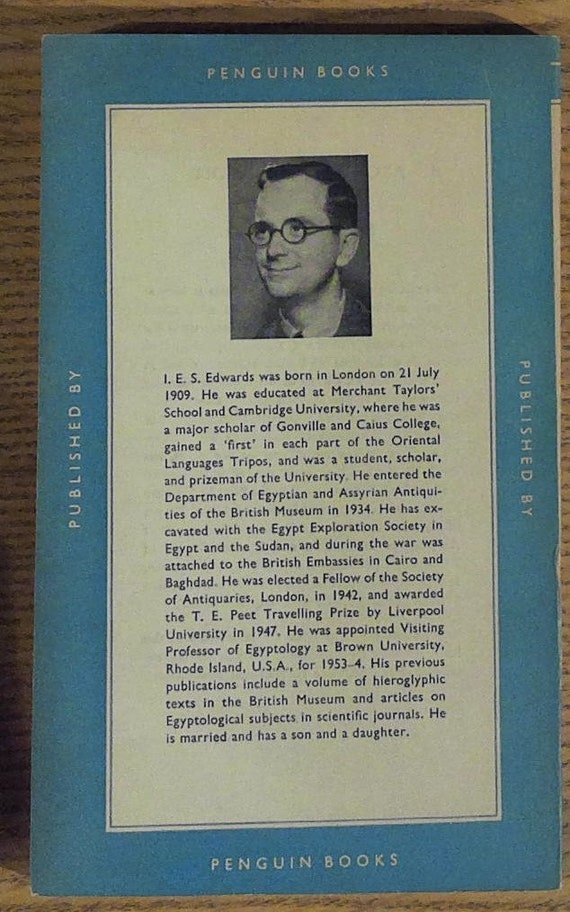 PENGUIN BOOKS
PUBLISHED BY
I. E. S. Edwards was born in London on 21 July
1909. He was educated at Merchant Taylors'
School and Cambridge University, where he was
a major scholar of Gonville and Caius College,
gained a 'first' in each part of the Oriental
Languages Tripos, and was a student, scholar,
and prizeman of the University. He entered the
Department of Egyptian and Assyrian Antiqui-
ties of the British Museum in 1934. He has ex-
cavated with the Egypt Exploration Society in
Egypt and the Sudan, and during the war was
attached to the British Embassies in Cairo and
Baghdad. He was elected a Fellow of the Society
of Antiquaries, London, in 1942, and awarded
the T. E. Peet Travelling Prize by Liverpool
University in 1947. He was appointed Visiting
Professor of Egyptology at Brown University,
Rhode Island, U.S.A., for 1953-4. His previous
publications include a volume of hieroglyphic
texts in the British Museum and articles on
Egyptological subjects in scientific journals. He
is married and has a son and a daughter.
PUBLISHED BY
PENGUIN BOOKS